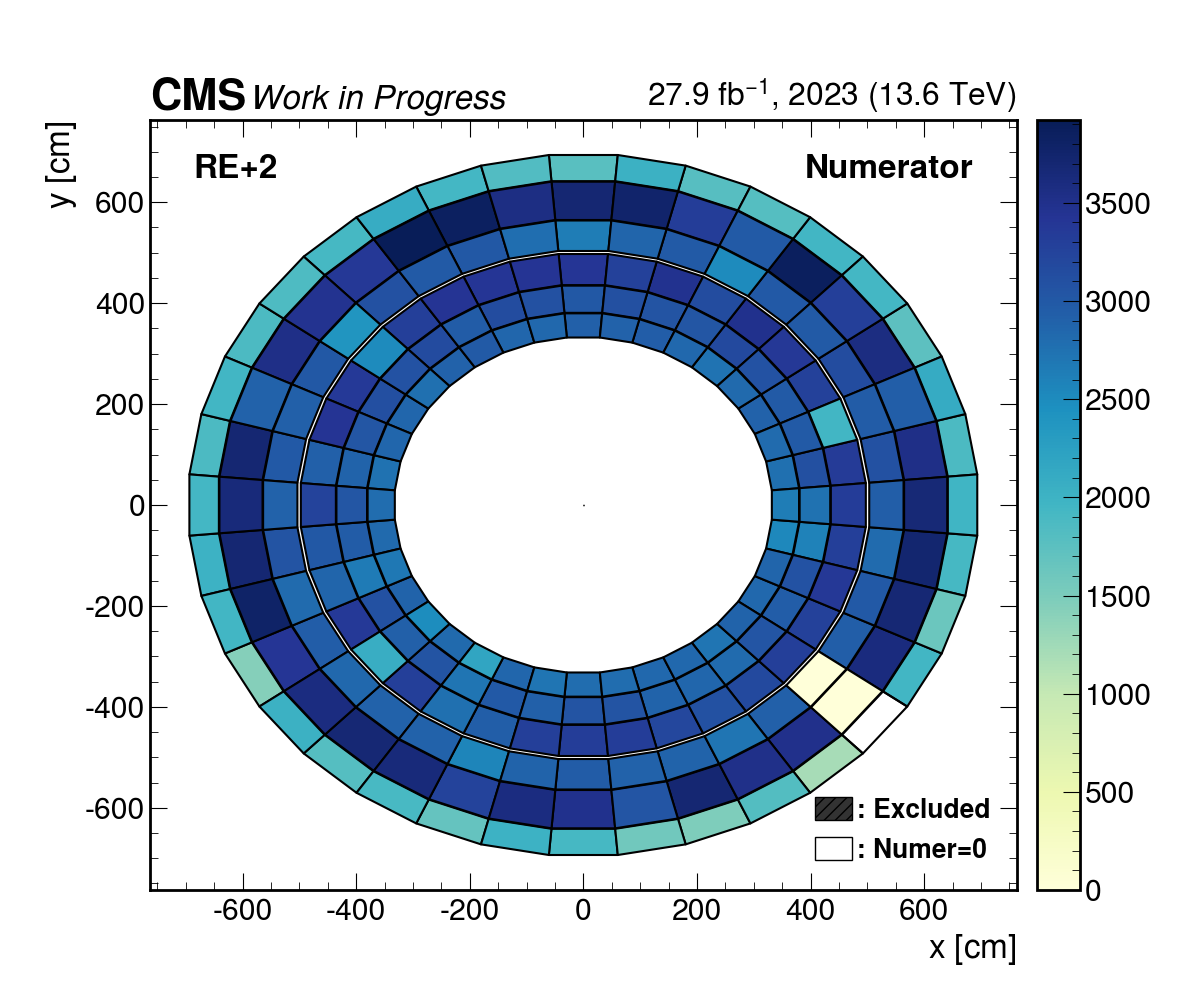 CMS Work in Progress
27.9 fb⁻¹, 2023 (13.6 TeV)
y [cm]
RE+2
Numerator
600
400
200
0
-200
-400
-600
-600 -400 -200 0 200 400 600
x [cm]
: Excluded
: Numer=0
3500
3000
2500
2000
1500
1000
500
0